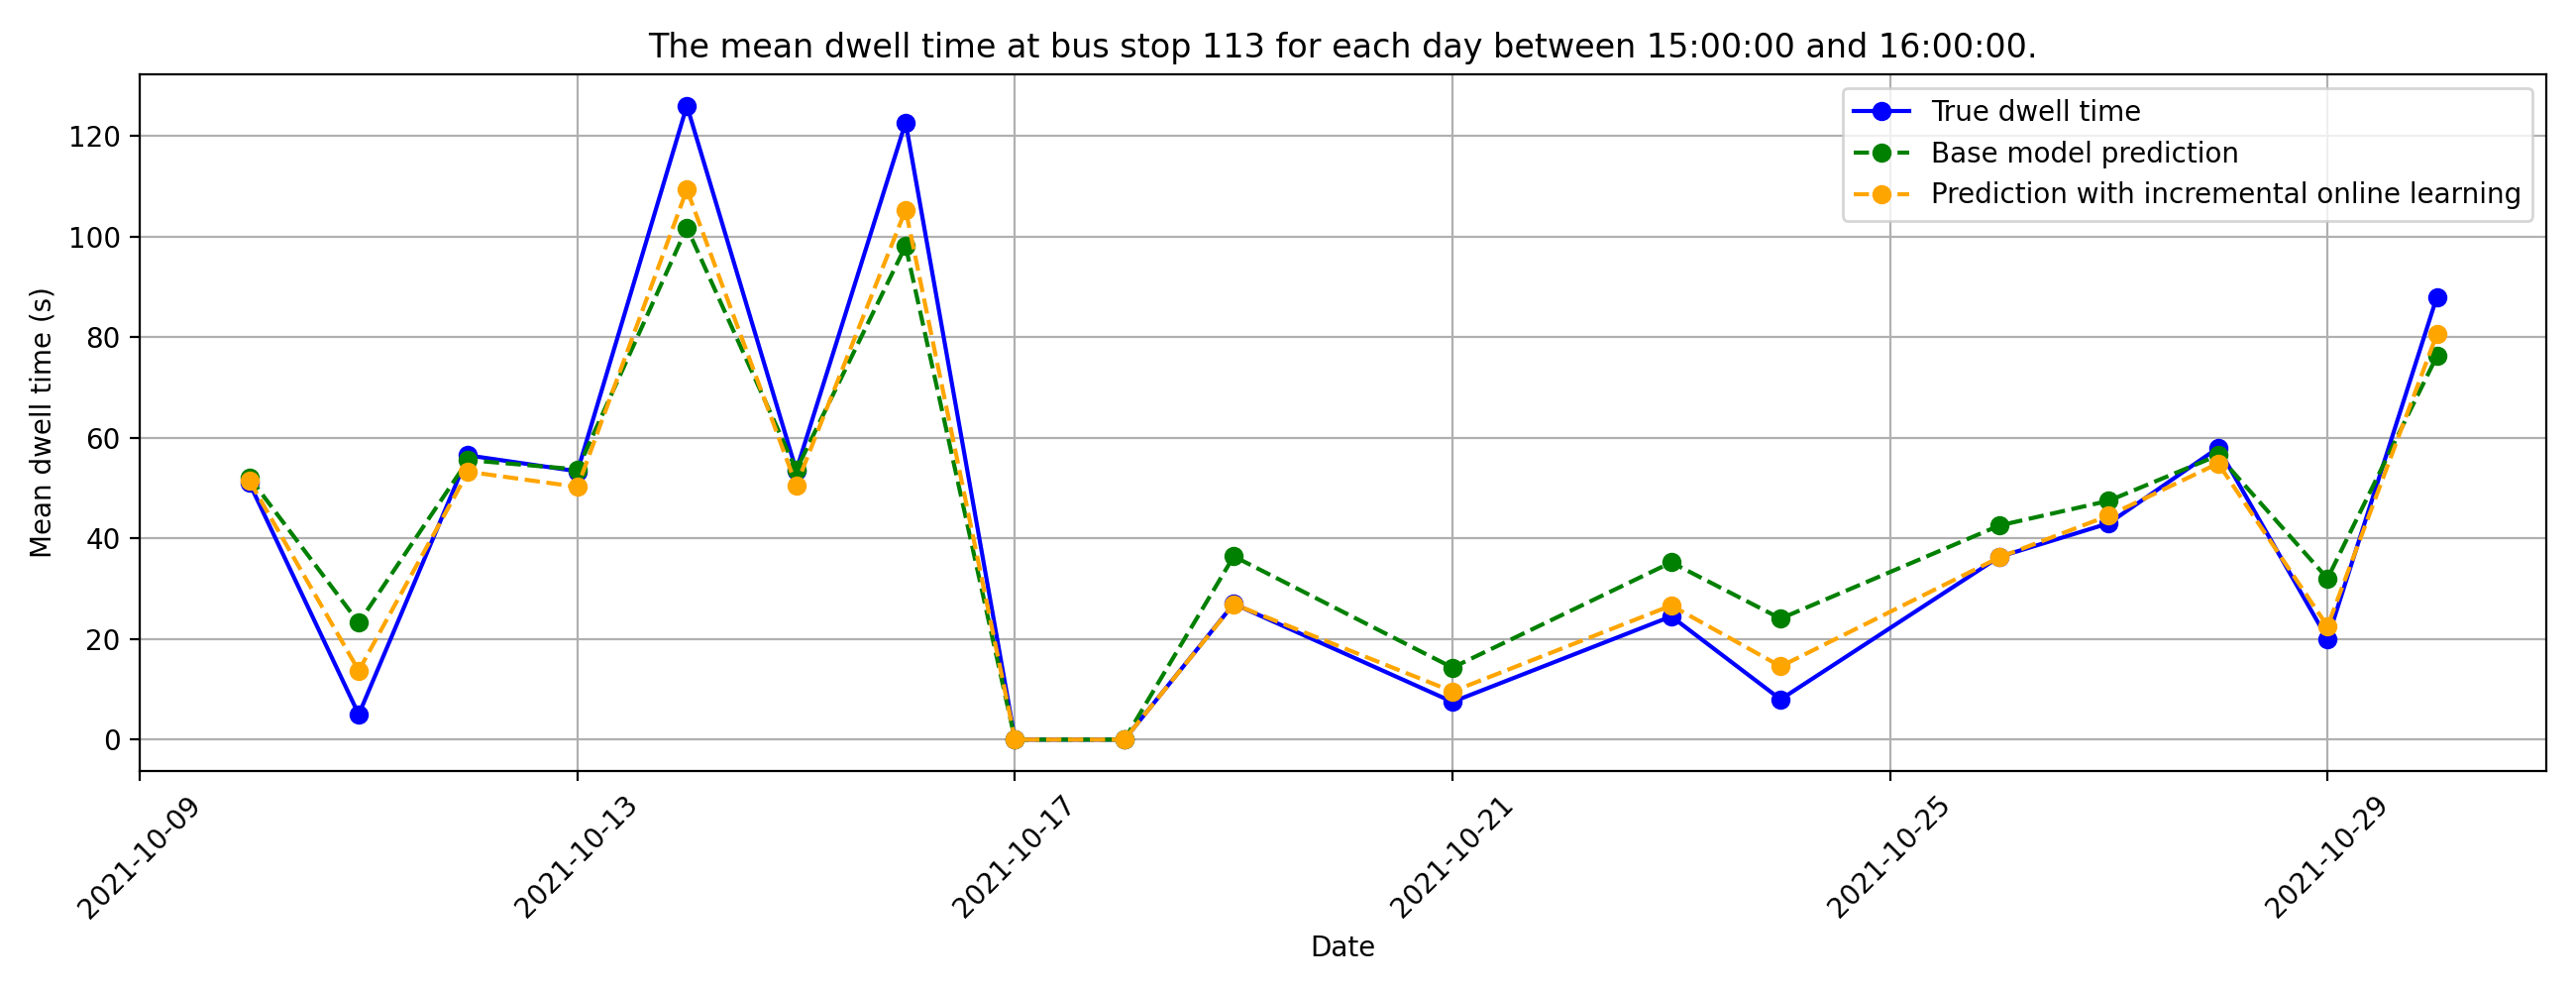 The mean dwell time at bus stop 113 for each day between 15:00:00 and 16:00:00.
True dwell time
Base model prediction
Prediction with incremental online learning
Mean dwell time (s)
120
100
80
60
40
20
0
2021-10-09
2021-10-13
2021-10-17
2021-10-21
2021-10-25
2021-10-29
Date